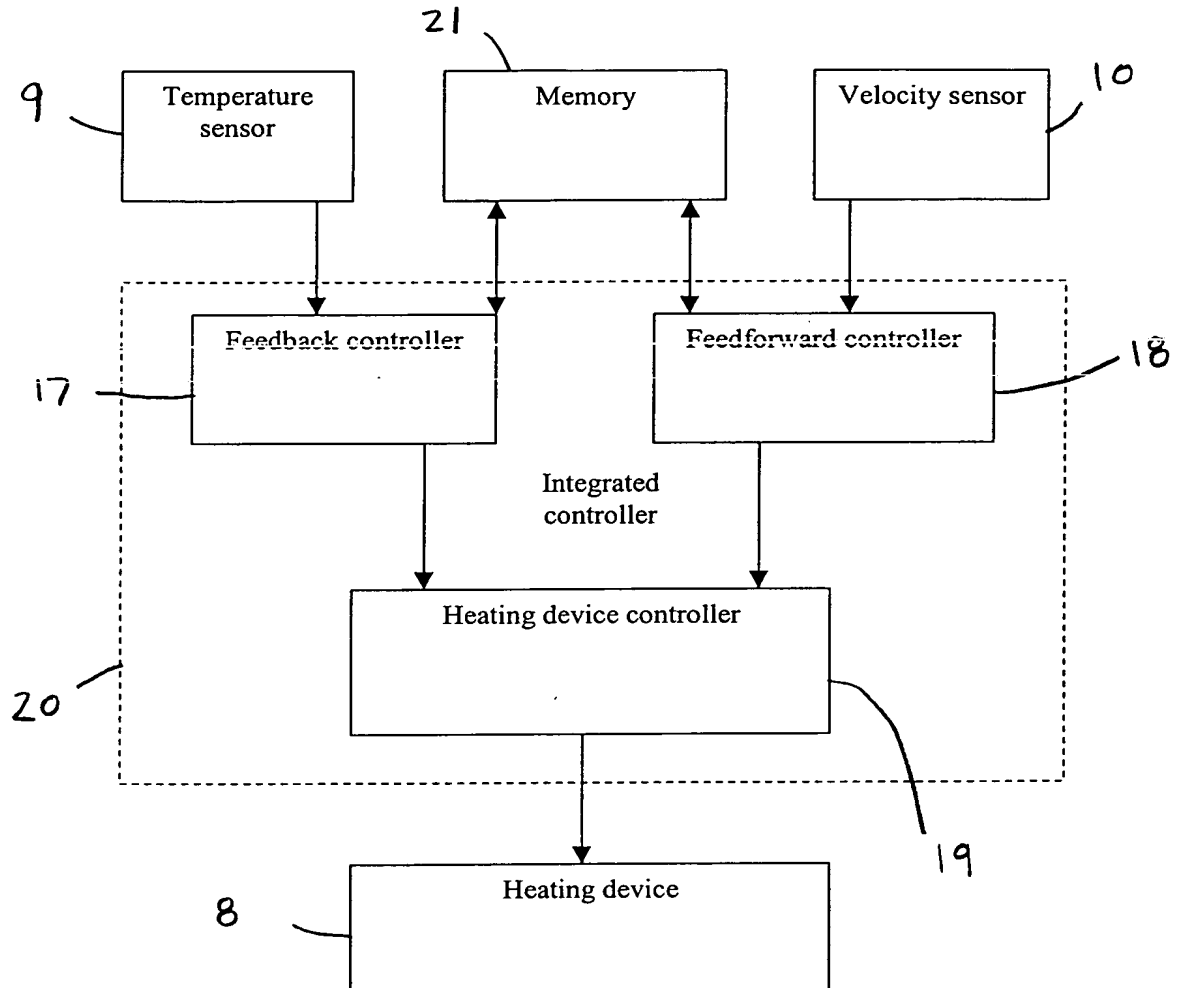 21
9
Temperature
sensor
Memory
Velocity sensor
10
Feedback controller
Feedforward controller
17
18
Integrated
controller
Heating device controller
20
19
Heating device
8